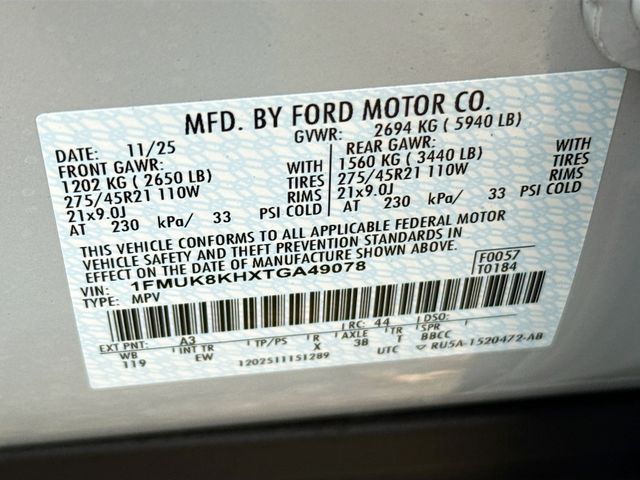 MFD. BY FORD MOTOR CO.
DATE: 11/25 GVWR: 2694 KG ( 5940 LB)
FRONT GAWR: REAR GAWR:
1202 KG ( 2650 LB) WITH 1560 KG ( 3440 LB) WITH
275/45R21 110W TIRES 275/45R21 110W TIRES
21x9.0J RIMS 21x9.0J RIMS
AT 230 kPa/ 33 PSI COLD AT 230 kPa/ 33 PSI COLD
THIS VEHICLE CONFORMS TO ALL APPLICABLE FEDERAL MOTOR
VEHICLE SAFETY AND THEFT PREVENTION STANDARDS IN
EFFECT ON THE DATE OF MANUFACTURE SHOWN ABOVE.
VIN: 1FMUK8KHXTGA49078 F0057
TYPE: MPV T0184
EXT PNT: A3 RC: 44 DSO:
WB INT TR TP/PS R AXLE TR SPR
119 EW X 3B T BBCC
1202511151289 UTC RU5A-1520472-AB